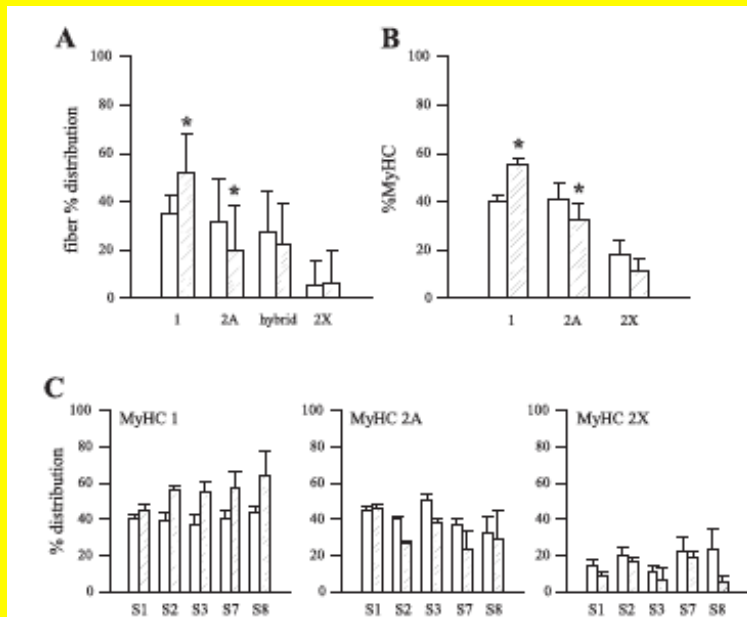 A
B
100
80
60
40
20
0
fiber % distribution
*
*
1
2A
hybrid
2X
100
80
60
40
20
0
%MyHC
*
*
1
2A
2X
C
% distribution
100
80
60
40
20
0
MyHC 1
S1 S2 S3 S7 S8
100
80
60
40
20
0
MyHC 2A
S1 S2 S3 S7 S8
100
80
60
40
20
0
MyHC 2X
S1 S2 S3 S7 S8